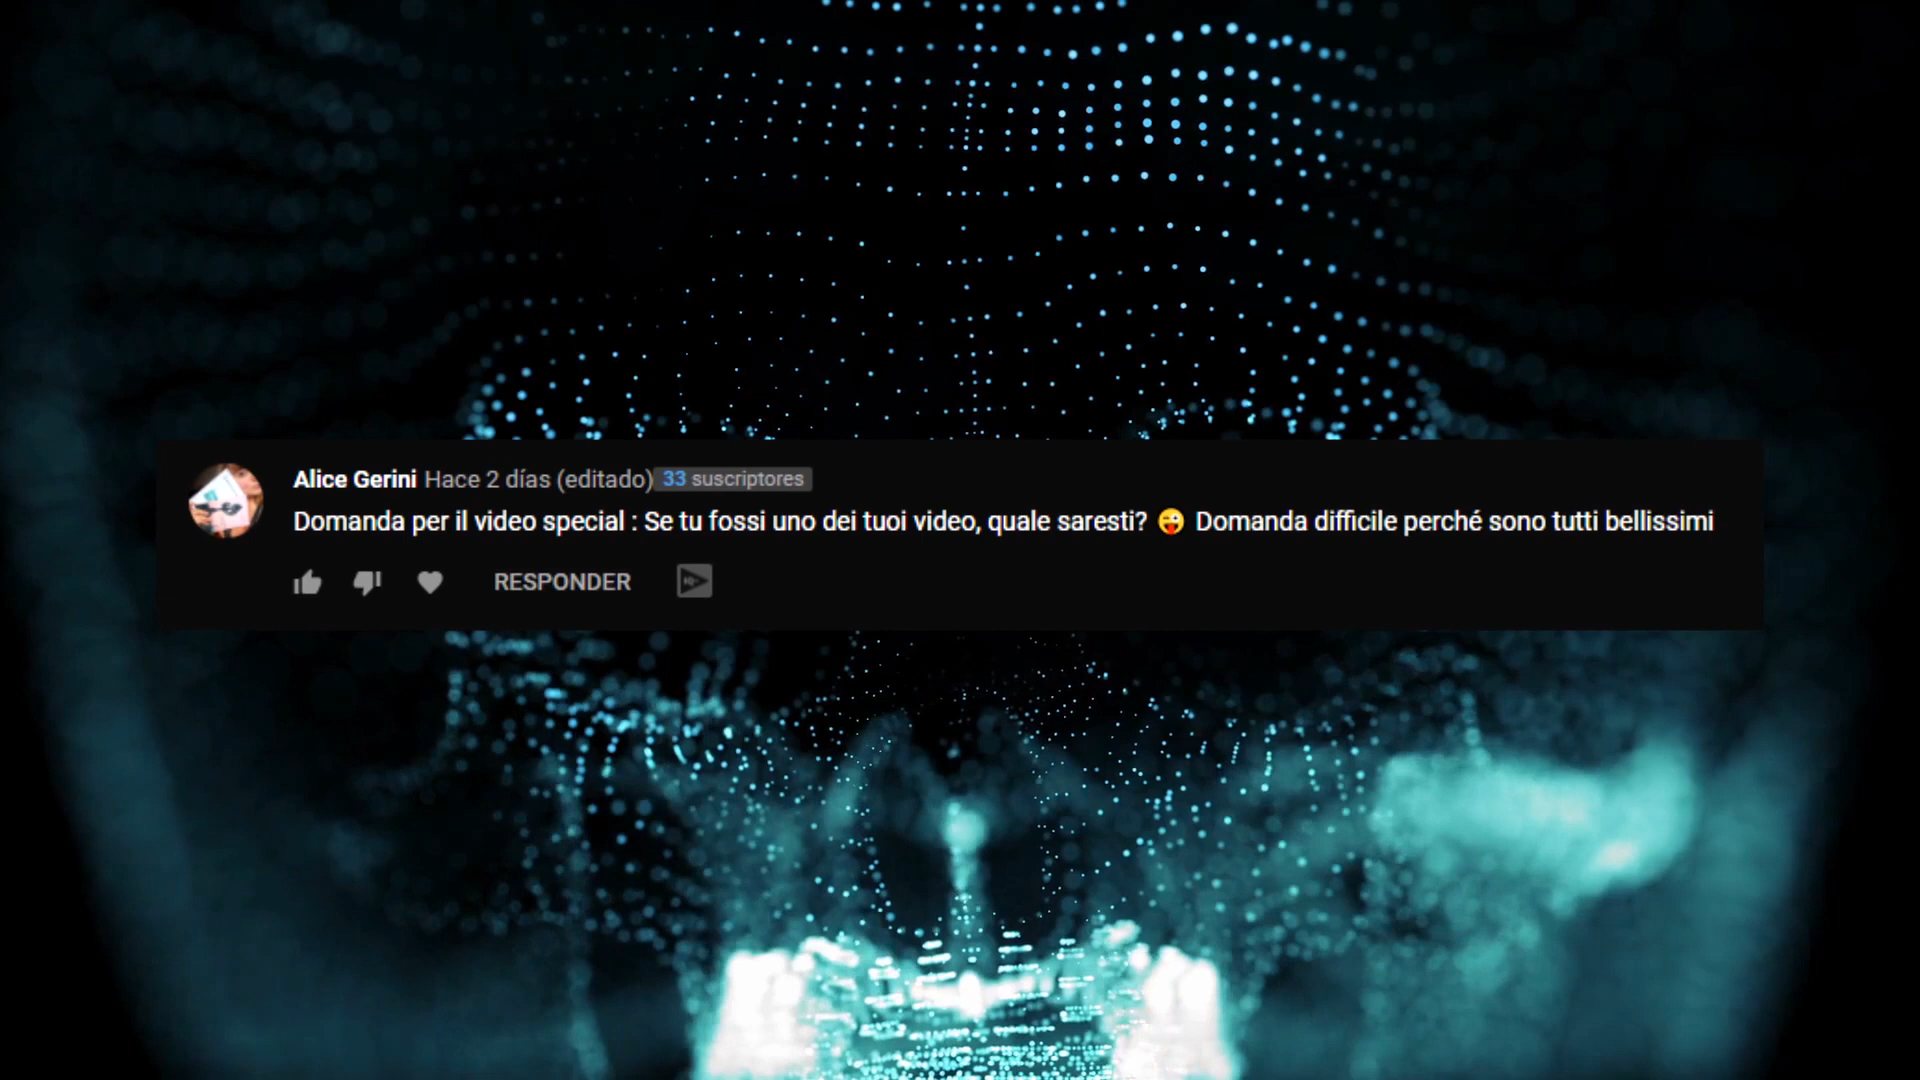 Alice Gerini Hace 2 días (editado) 33 suscriptores
Domanda per il video special : Se tu fossi uno dei tuoi video, quale saresti? 😜 Domanda difficile perché sono tutti bellissimi
RESPONDER